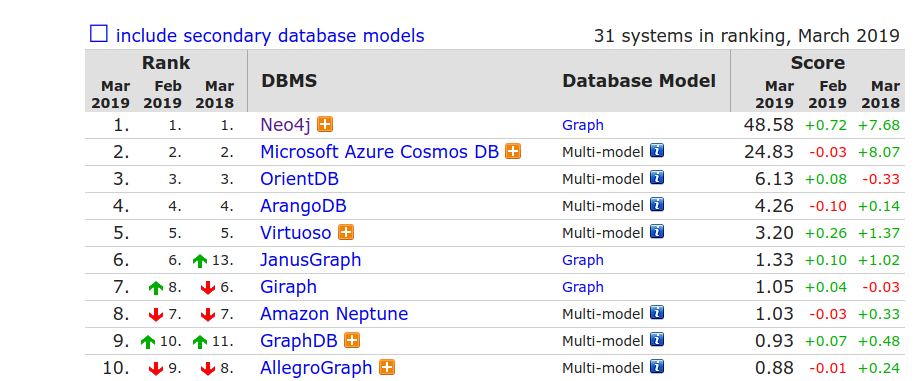 include secondary database models 31 systems in ranking, March 2019
Rank DBMS Database Model Score
Mar 2019 Feb 2019 Mar 2018 Mar 2019 Feb 2019 Mar 2018
1. 1. 1. Neo4j Graph 48.58 +0.72 +7.68
2. 2. 2. Microsoft Azure Cosmos DB Multi-model i 24.83 -0.03 +8.07
3. 3. 3. OrientDB Multi-model i 6.13 +0.08 -0.33
4. 4. 4. ArangoDB Multi-model i 4.26 -0.10 +0.14
5. 5. 5. Virtuoso Multi-model i 3.20 +0.26 +1.37
6. 6. 13. JanusGraph Graph 1.33 +0.10 +1.02
7. 8. 6. Giraph Graph 1.05 +0.04 -0.03
8. 7. 7. Amazon Neptune Multi-model i 1.03 -0.03 +0.33
9. 10. 11. GraphDB Multi-model i 0.93 +0.07 +0.48
10. 9. 8. AllegroGraph Multi-model i 0.88 -0.01 +0.24